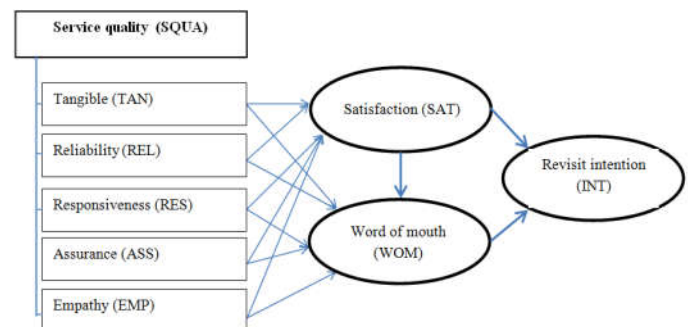 Service quality (SQUA)
Tangible (TAN)
Reliability (REL)
Responsiveness (RES)
Assurance (ASS)
Empathy (EMP)
Satisfaction (SAT)
Word of mouth
(WOM)
Revisit intention
(INT)